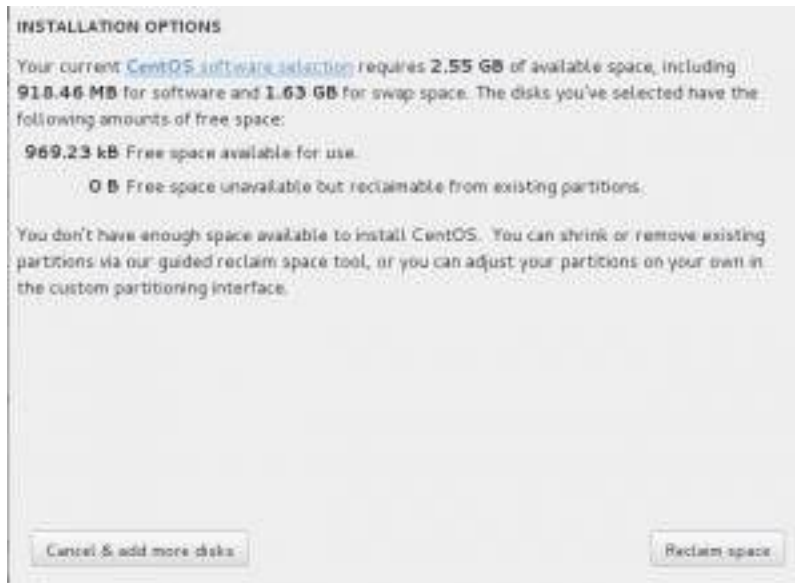 INSTALLATION OPTIONS
Your current CentOS software selection requires 2.55 GB of available space, including
918.46 MB for software and 1.63 GB for swap space. The disks you've selected have the
following amounts of free space:
969.23 kB Free space available for use.
0 B Free space unavailable but reclaimable from existing partitions.
You don't have enough space available to install CentOS. You can shrink or remove existing
partitions via our guided reclaim space tool, or you can adjust your partitions on your own in
the custom partitioning interface.
Cancel & add more disks
Reclaim space